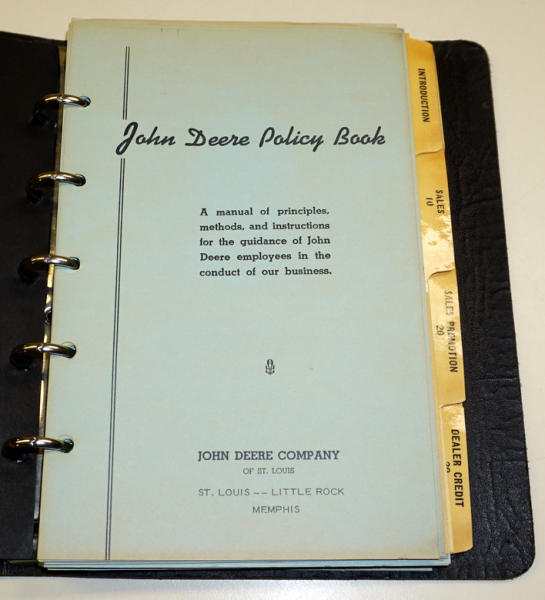 John Deere Policy Book
A manual of principles,
methods, and instructions
for the guidance of John
Deere employees in the
conduct of our business.
JOHN DEERE COMPANY
OF ST. LOUIS
ST. LOUIS -- LITTLE ROCK
MEMPHIS
INTRODUCTION
SALES
10
SALES PROMOTION
20
DEALER CREDIT